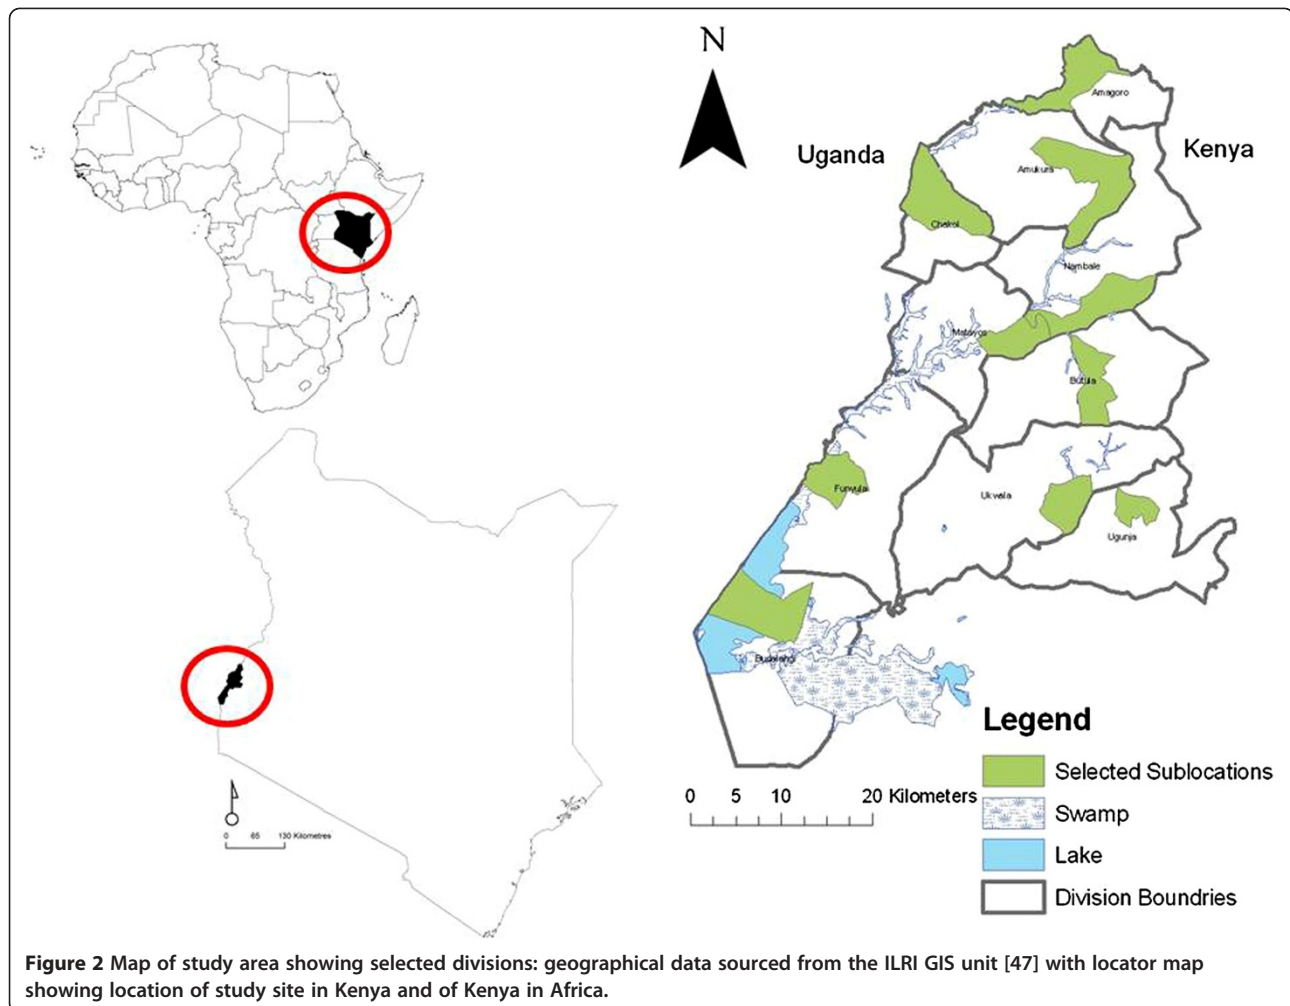 N
Uganda
Kenya
Amagoro
Amukura
Chakol
Nambale
Matayos
Butula
Funyula
Ukwala
Ugunja
Budalangi
0 65 130 Kilometres
0 5 10 20 Kilometers
Legend
Selected Sublocations
Swamp
Lake
Division Boundries
Figure 2 Map of study area showing selected divisions: geographical data sourced from the ILRI GIS unit [47] with locator map
showing location of study site in Kenya and of Kenya in Africa.